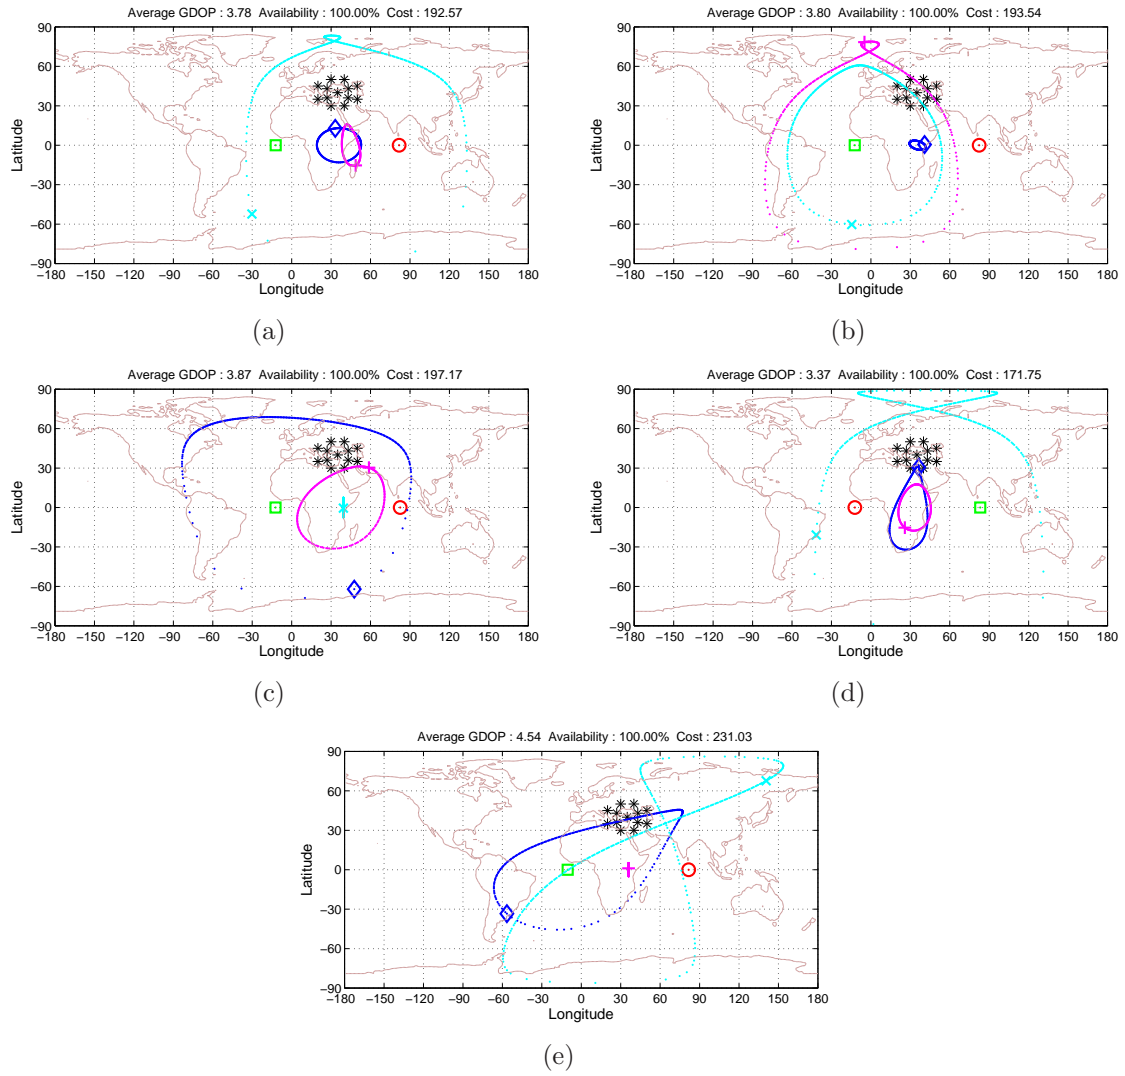 Average GDOP : 3.78 Availability : 100.00% Cost : 192.57
90
60
30
0
−30
−60
−90
−180 −150 −120 −90 −60 −30 0 30 60 90 120 150 180
Latitude
Longitude
(a)
Average GDOP : 3.80 Availability : 100.00% Cost : 193.54
90
60
30
0
−30
−60
−90
−180 −150 −120 −90 −60 −30 0 30 60 90 120 150 180
Latitude
Longitude
(b)
Average GDOP : 3.87 Availability : 100.00% Cost : 197.17
90
60
30
0
−30
−60
−90
−180 −150 −120 −90 −60 −30 0 30 60 90 120 150 180
Latitude
Longitude
(c)
Average GDOP : 3.37 Availability : 100.00% Cost : 171.75
90
60
30
0
−30
−60
−90
−180 −150 −120 −90 −60 −30 0 30 60 90 120 150 180
Latitude
Longitude
(d)
Average GDOP : 4.54 Availability : 100.00% Cost : 231.03
90
60
30
0
−30
−60
−90
−180 −150 −120 −90 −60 −30 0 30 60 90 120 150 180
Latitude
Longitude
(e)